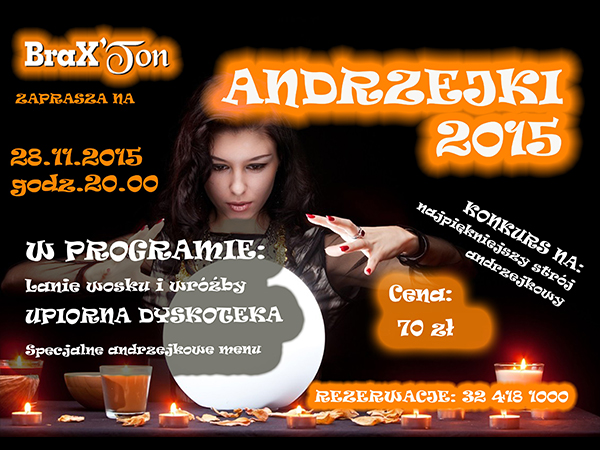 BraX'Ton
ZAPRASZA NA
ANDRZEJKI
2015
28.11.2015
godz.20.00
W PROGRAMIE:
Lanie wosku i wróżby
UPIORNA DYSKOTEKA
Specjalne andrzejkowe menu
KONKURS NA:
najpiękniejszy strój
andrzejkowy
Cena:
70 zł
REZERWACJE: 32 418 1000